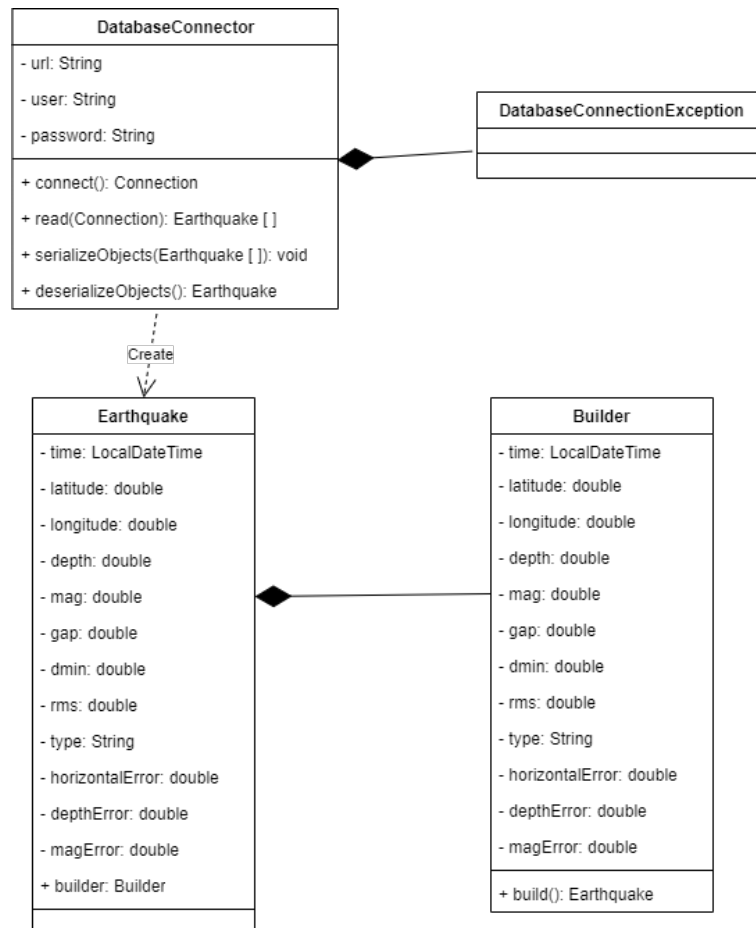 DatabaseConnector
- url: String
- user: String
- password: String
+ connect(): Connection
+ read(Connection): Earthquake [ ]
+ serializeObjects(Earthquake [ ]): void
+ deserializeObjects(): Earthquake
DatabaseConnectionException
Create
Earthquake
- time: LocalDateTime
- latitude: double
- longitude: double
- depth: double
- mag: double
- gap: double
- dmin: double
- rms: double
- type: String
- horizontalError: double
- depthError: double
- magError: double
+ builder: Builder
Builder
- time: LocalDateTime
- latitude: double
- longitude: double
- depth: double
- mag: double
- gap: double
- dmin: double
- rms: double
- type: String
- horizontalError: double
- depthError: double
- magError: double
+ build(): Earthquake